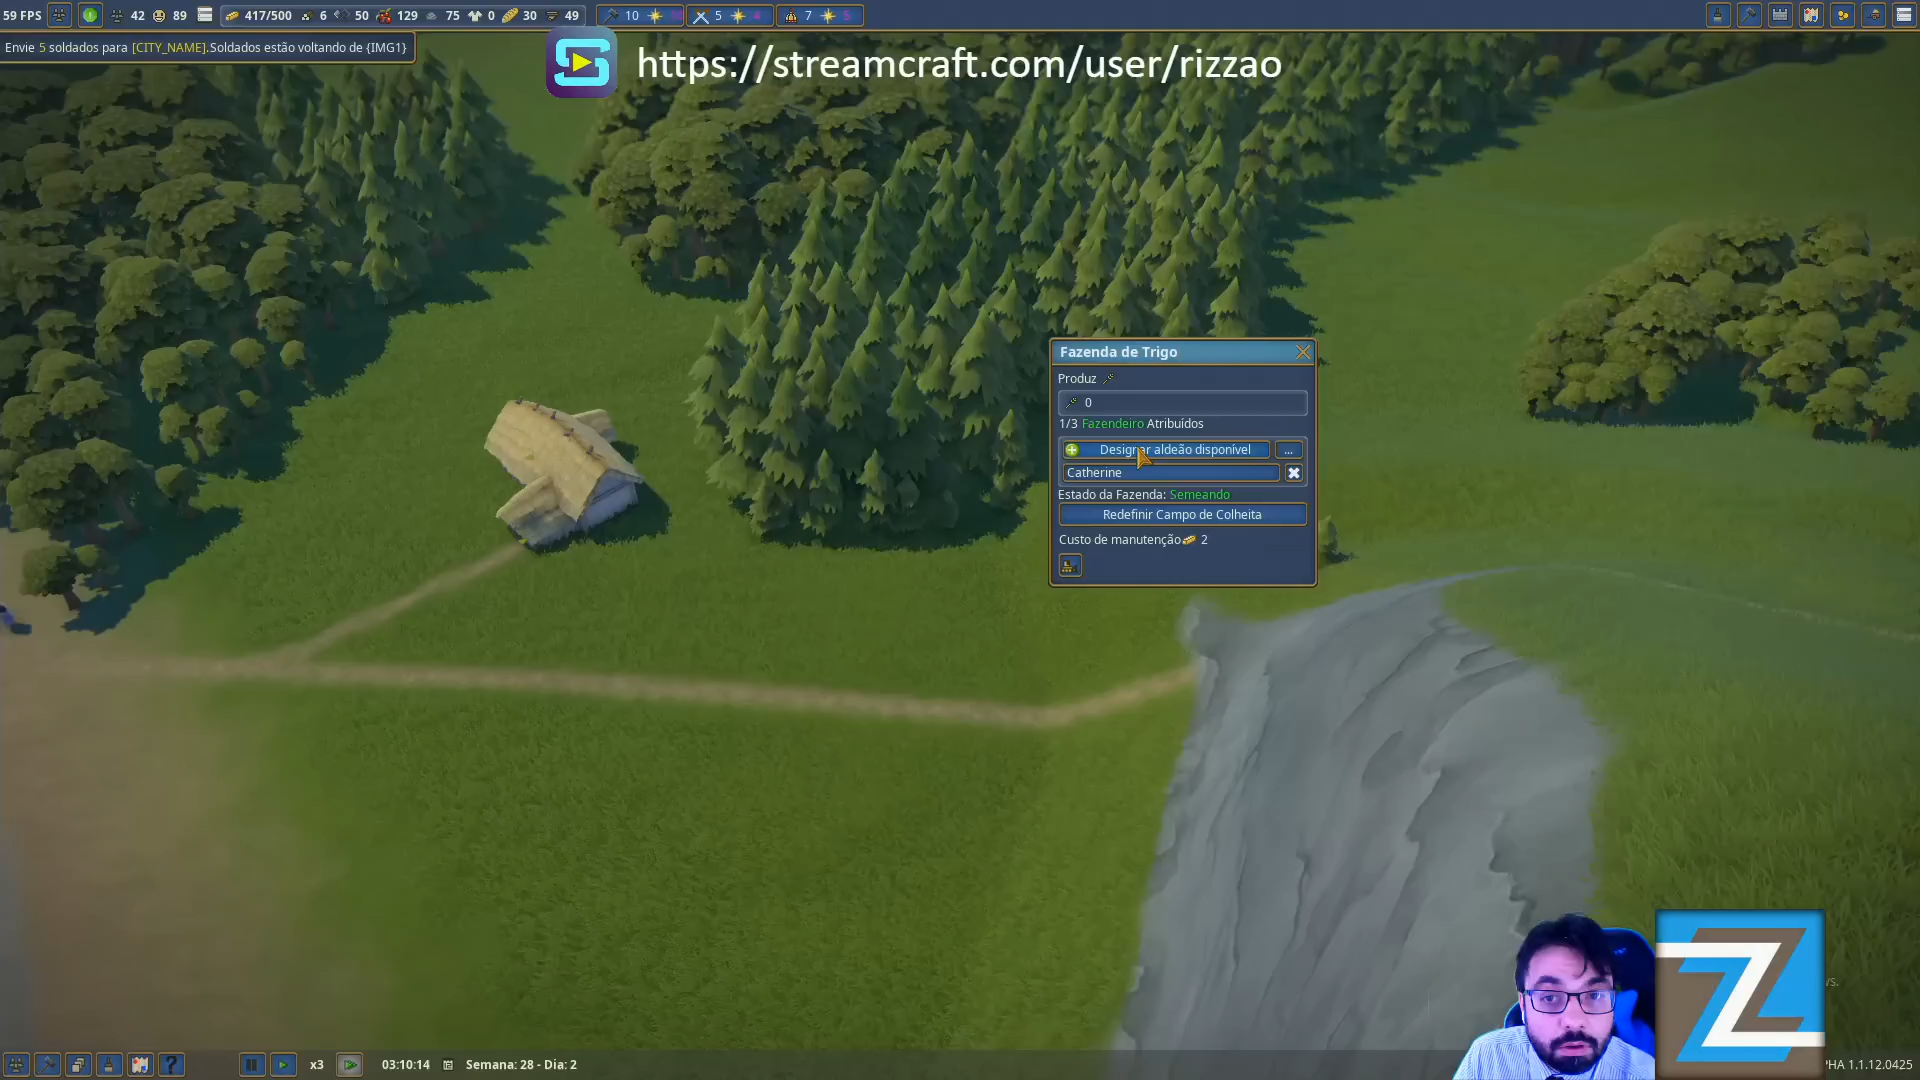 59 FPS 42 89 417/500 6 50 129 75 0 30 49 10 5 7 5
Envie 5 soldados para [CITY_NAME].Soldados estão voltando de {IMG1}
https://streamcraft.com/user/rizzao
Fazenda de Trigo
Produz
0
1/3 Fazendeiro Atribuídos
Designar aldeão disponível ...
Catherine
Estado da Fazenda: Semeando
Redefinir Campo de Colheita
Custo de manutenção 2
x3 03:10:14 Semana: 28 - Dia: 2
1.1.12.0425